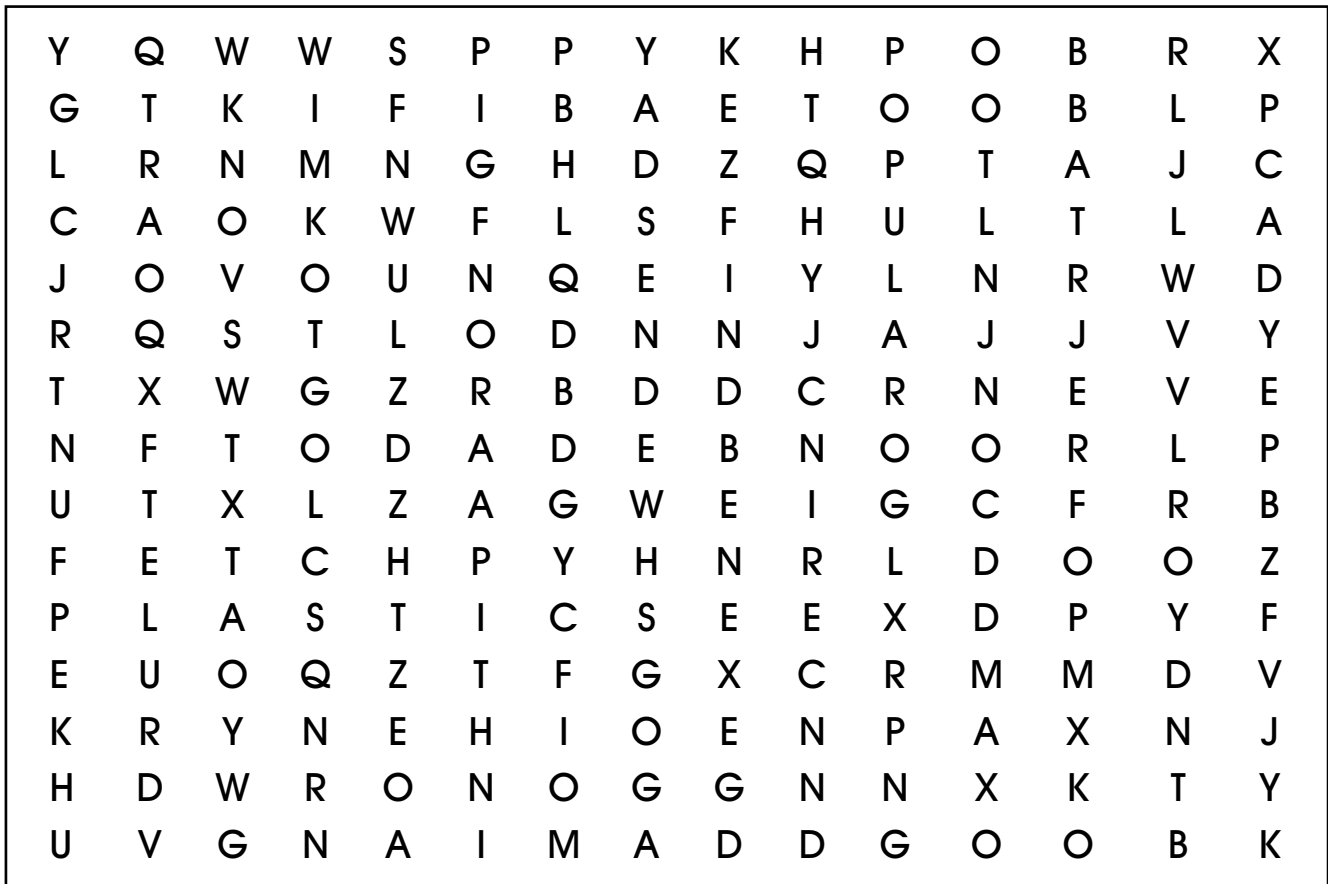 Y Q W W S P P Y K H P O B R X
G T K I F I B A E T O O B L P
L R N M N G H D Z Q P T A J C
C A O K W F L S F H U L T L A
J O V O U N Q E I Y L N R W D
R Q S T L O D N N J A J J V Y
T X W G Z R B D D C R N E V E
N F T O D A D E B N O O R L P
U T X L Z A G W E I G C F R B
F E T C H P Y H N R L D O O Z
P L A S T I C S E E X D P Y F
E U O Q Z T F G X C R M M D V
K R Y N E H I O E N P A X N J
H D W R O N O G G N N X K T Y
U V G N A I M A D D G O O B K